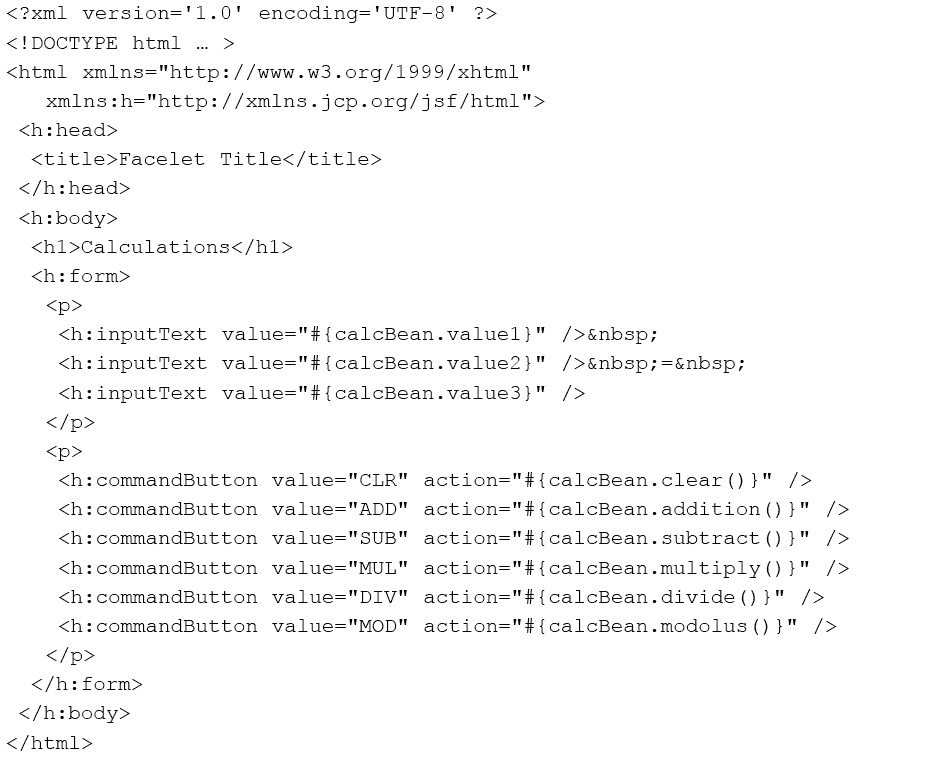 <?xml version='1.0' encoding='UTF-8' ?>
<!DOCTYPE html … >
<html xmlns="http://www.w3.org/1999/xhtml"
   xmlns:h="http://xmlns.jcp.org/jsf/html">
 <h:head>
  <title>Facelet Title</title>
 </h:head>
 <h:body>
  <h1>Calculations</h1>
  <h:form>
   <p>
    <h:inputText value="#{calcBean.value1}" />&nbsp;
    <h:inputText value="#{calcBean.value2}" />&nbsp;=&nbsp;
    <h:inputText value="#{calcBean.value3}" />
   </p>
   <p>
    <h:commandButton value="CLR" action="#{calcBean.clear()}" />
    <h:commandButton value="ADD" action="#{calcBean.addition()}" />
    <h:commandButton value="SUB" action="#{calcBean.subtract()}" />
    <h:commandButton value="MUL" action="#{calcBean.multiply()}" />
    <h:commandButton value="DIV" action="#{calcBean.divide()}" />
    <h:commandButton value="MOD" action="#{calcBean.modolus()}" />
   </p>
  </h:form>
 </h:body>
</html>